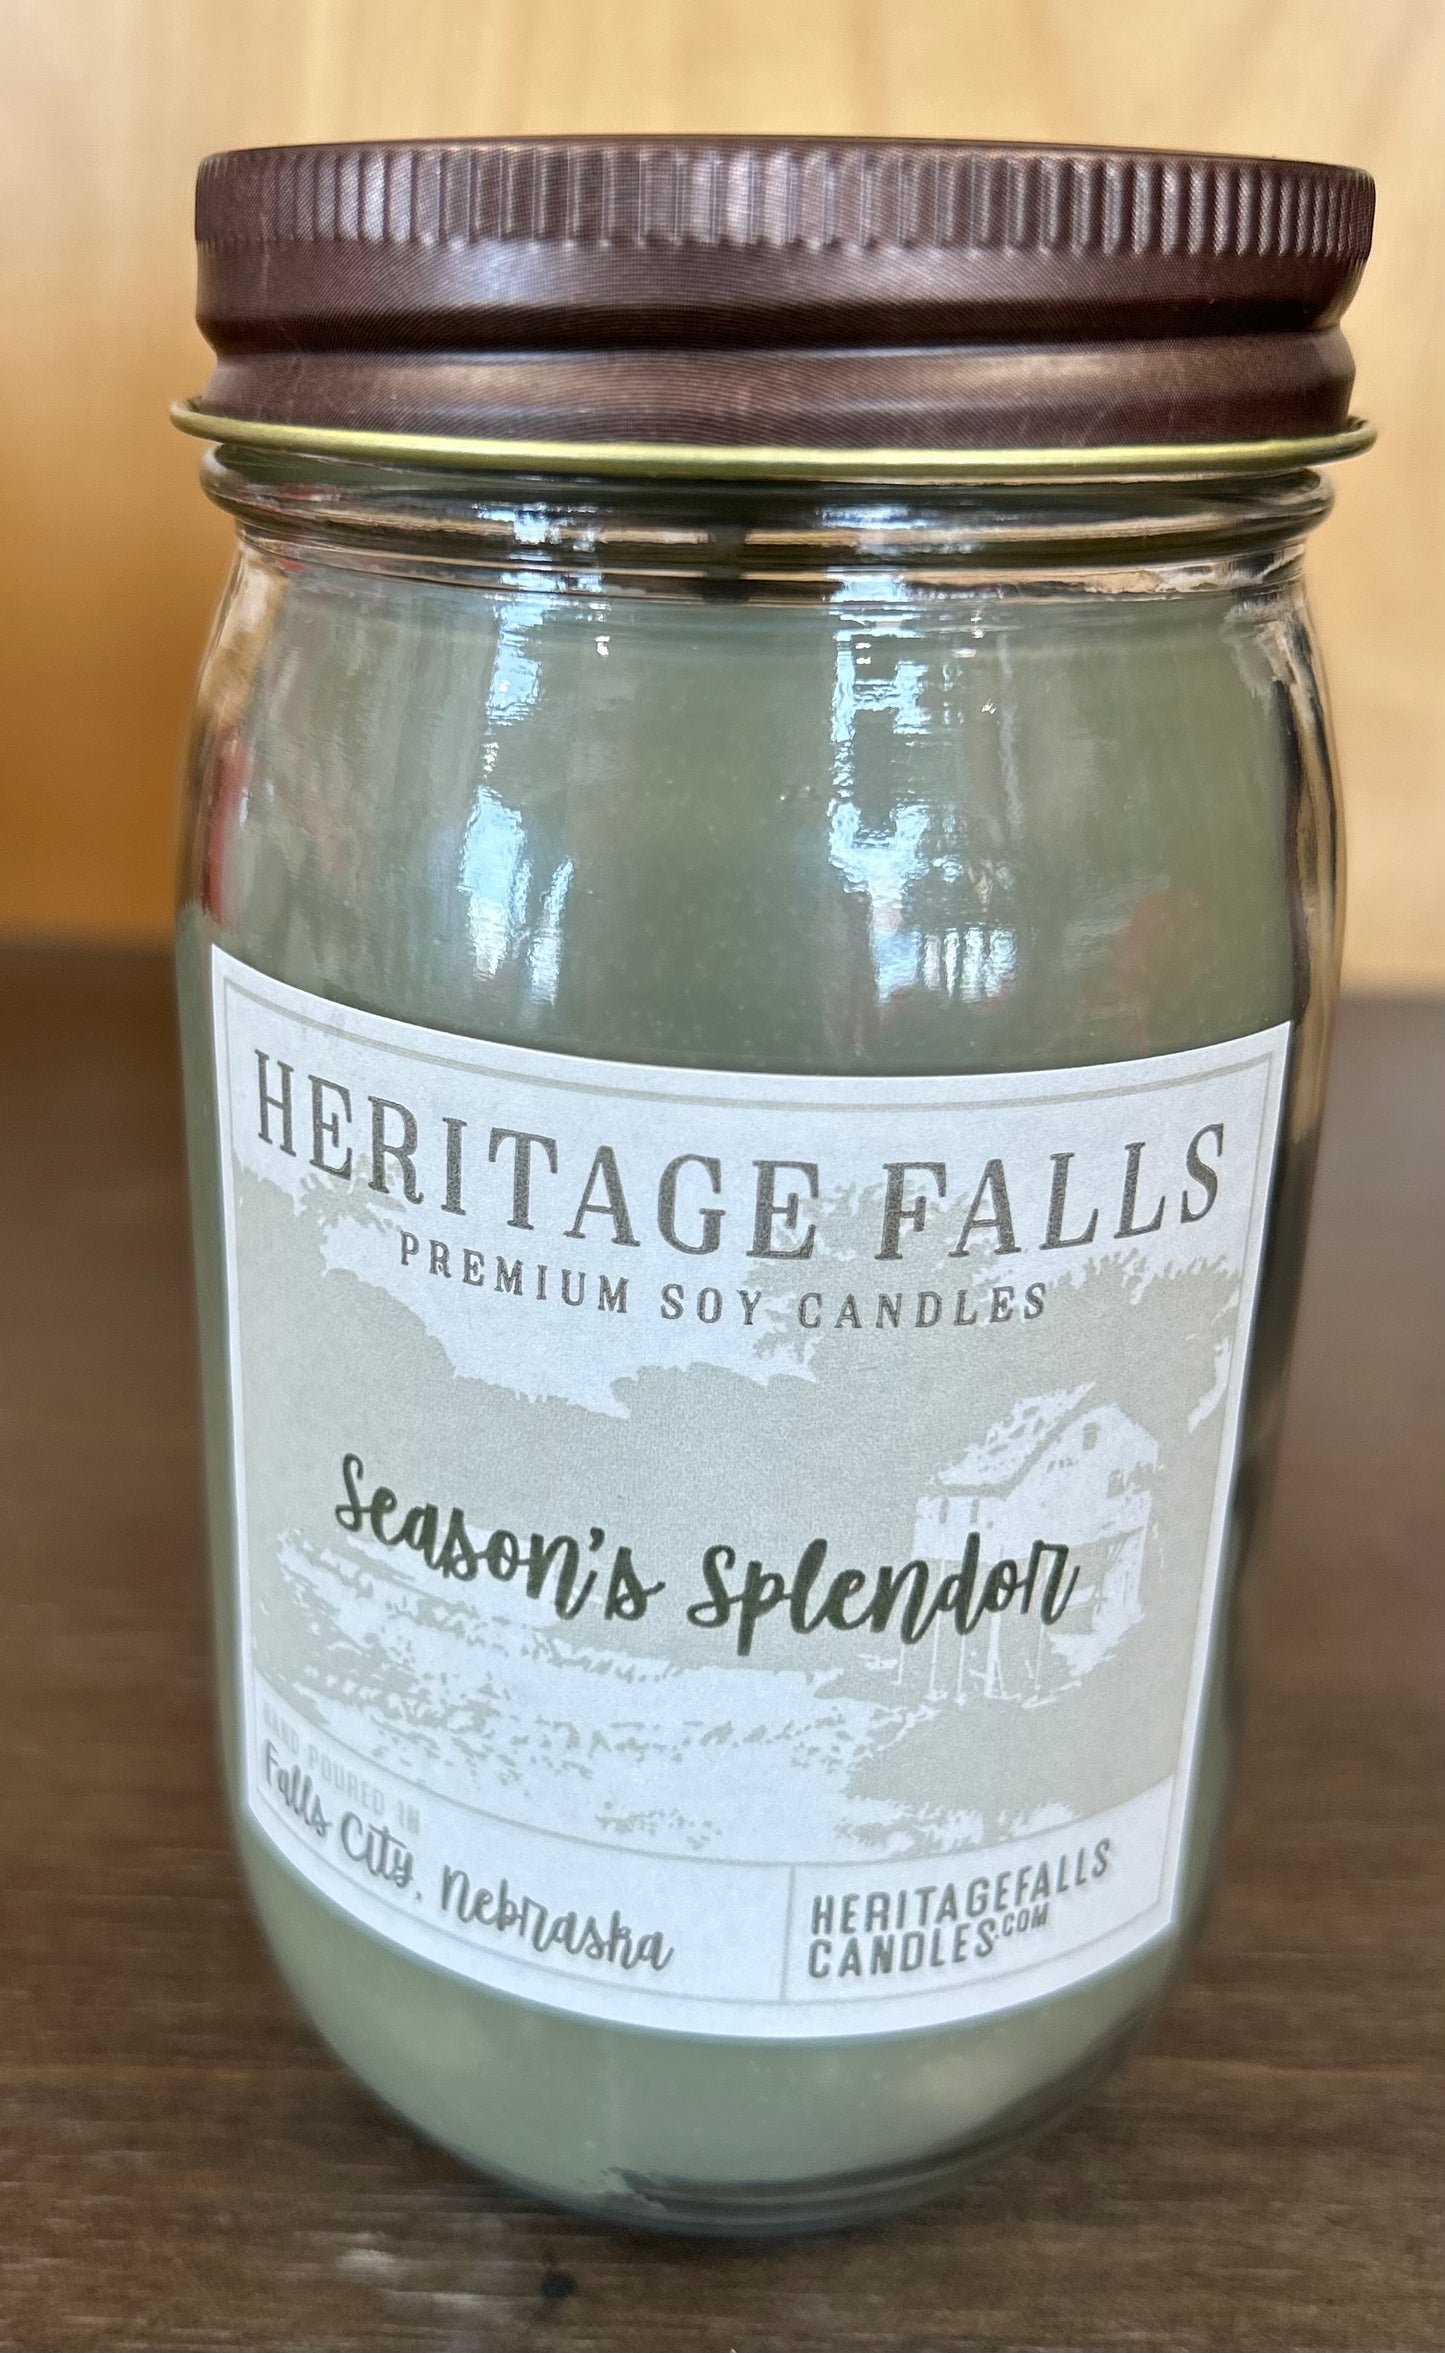 HERITAGE FALLS
PREMIUM SOY CANDLES
Season's Splendor
HAND POURED IN
Falls City, Nebraska
HERITAGEFALLS
CANDLES.COM